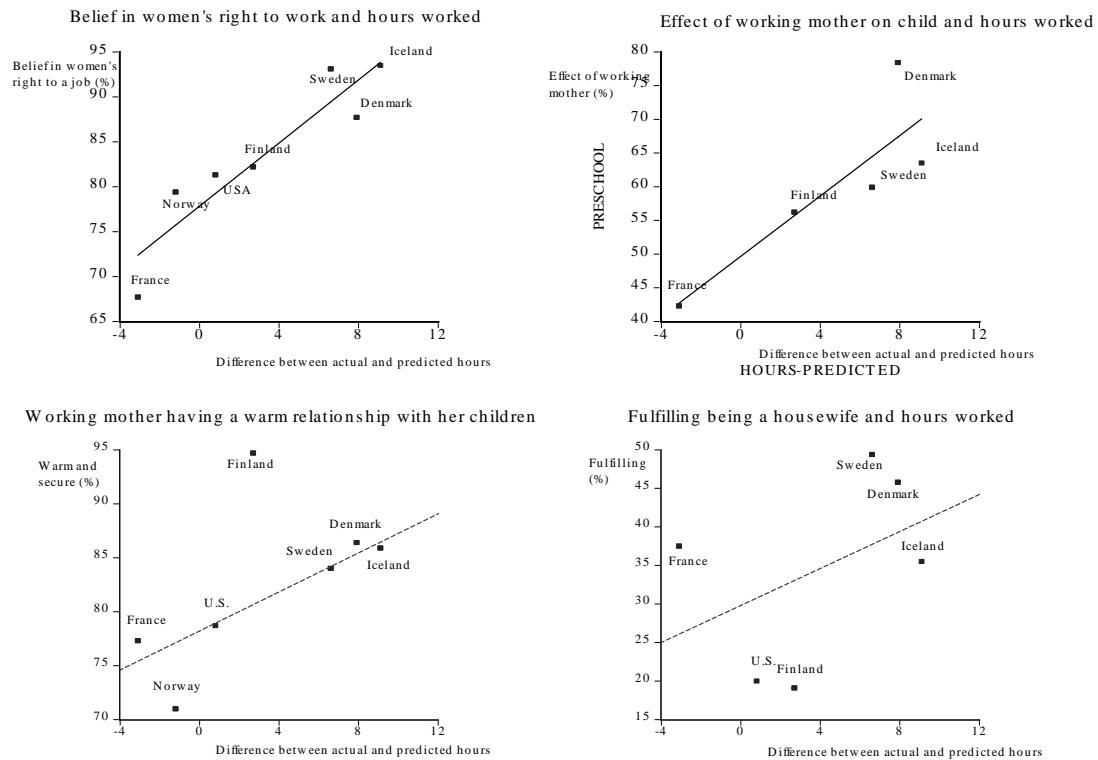 Belief in women's right to work and hours worked
Belief in women's
right to a job (%)
95
90
85
80
75
70
65
-4
0
4
8
12
Iceland
Sweden
Denmark
Finland
USA
Norway
France
Difference between actual and predicted hours
Effect of working mother on child and hours worked
Effect of working
mother (%)
PRESCHOOL
80
75
70
65
60
55
50
45
40
-4
0
4
8
12
Denmark
Iceland
Sweden
Finland
France
Difference between actual and predicted hours
HOURS-PREDICTED
Working mother having a warm relationship with her children
Warm and
secure (%)
95
90
85
80
75
70
-4
0
4
8
12
Finland
Denmark
Sweden
Iceland
U.S.
France
Norway
Difference between actual and predicted hours
Fulfilling being a housewife and hours worked
Fulfilling
(%)
50
45
40
35
30
25
20
15
-4
0
4
8
12
Sweden
Denmark
Iceland
France
U.S.
Finland
Difference between actual and predicted hours